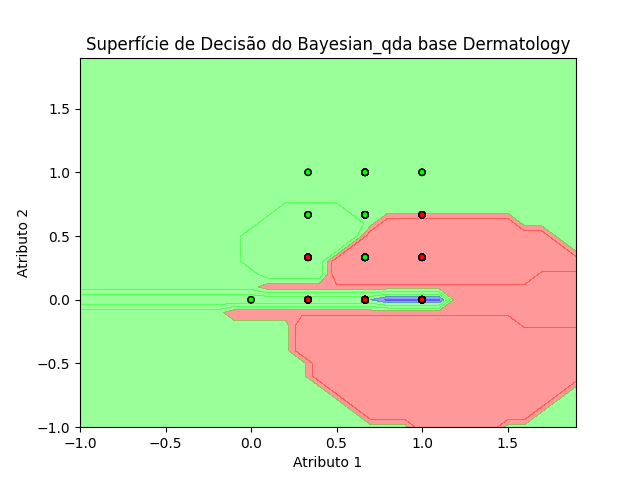 Superfície de Decisão do Bayesian_qda base Dermatology
1.5
1.0
0.5
0.0
−0.5
−1.0
−1.0 −0.5 0.0 0.5 1.0 1.5
Atributo 2
Atributo 1